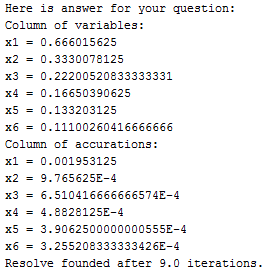 Here is answer for your question:
Column of variables:
x1 = 0.666015625
x2 = 0.3330078125
x3 = 0.22200520833333331
x4 = 0.16650390625
x5 = 0.133203125
x6 = 0.11100260416666666
Column of accurations:
x1 = 0.001953125
x2 = 9.765625E-4
x3 = 6.510416666666574E-4
x4 = 4.8828125E-4
x5 = 3.9062500000000555E-4
x6 = 3.255208333333426E-4
Resolve founded after 9.0 iterations.